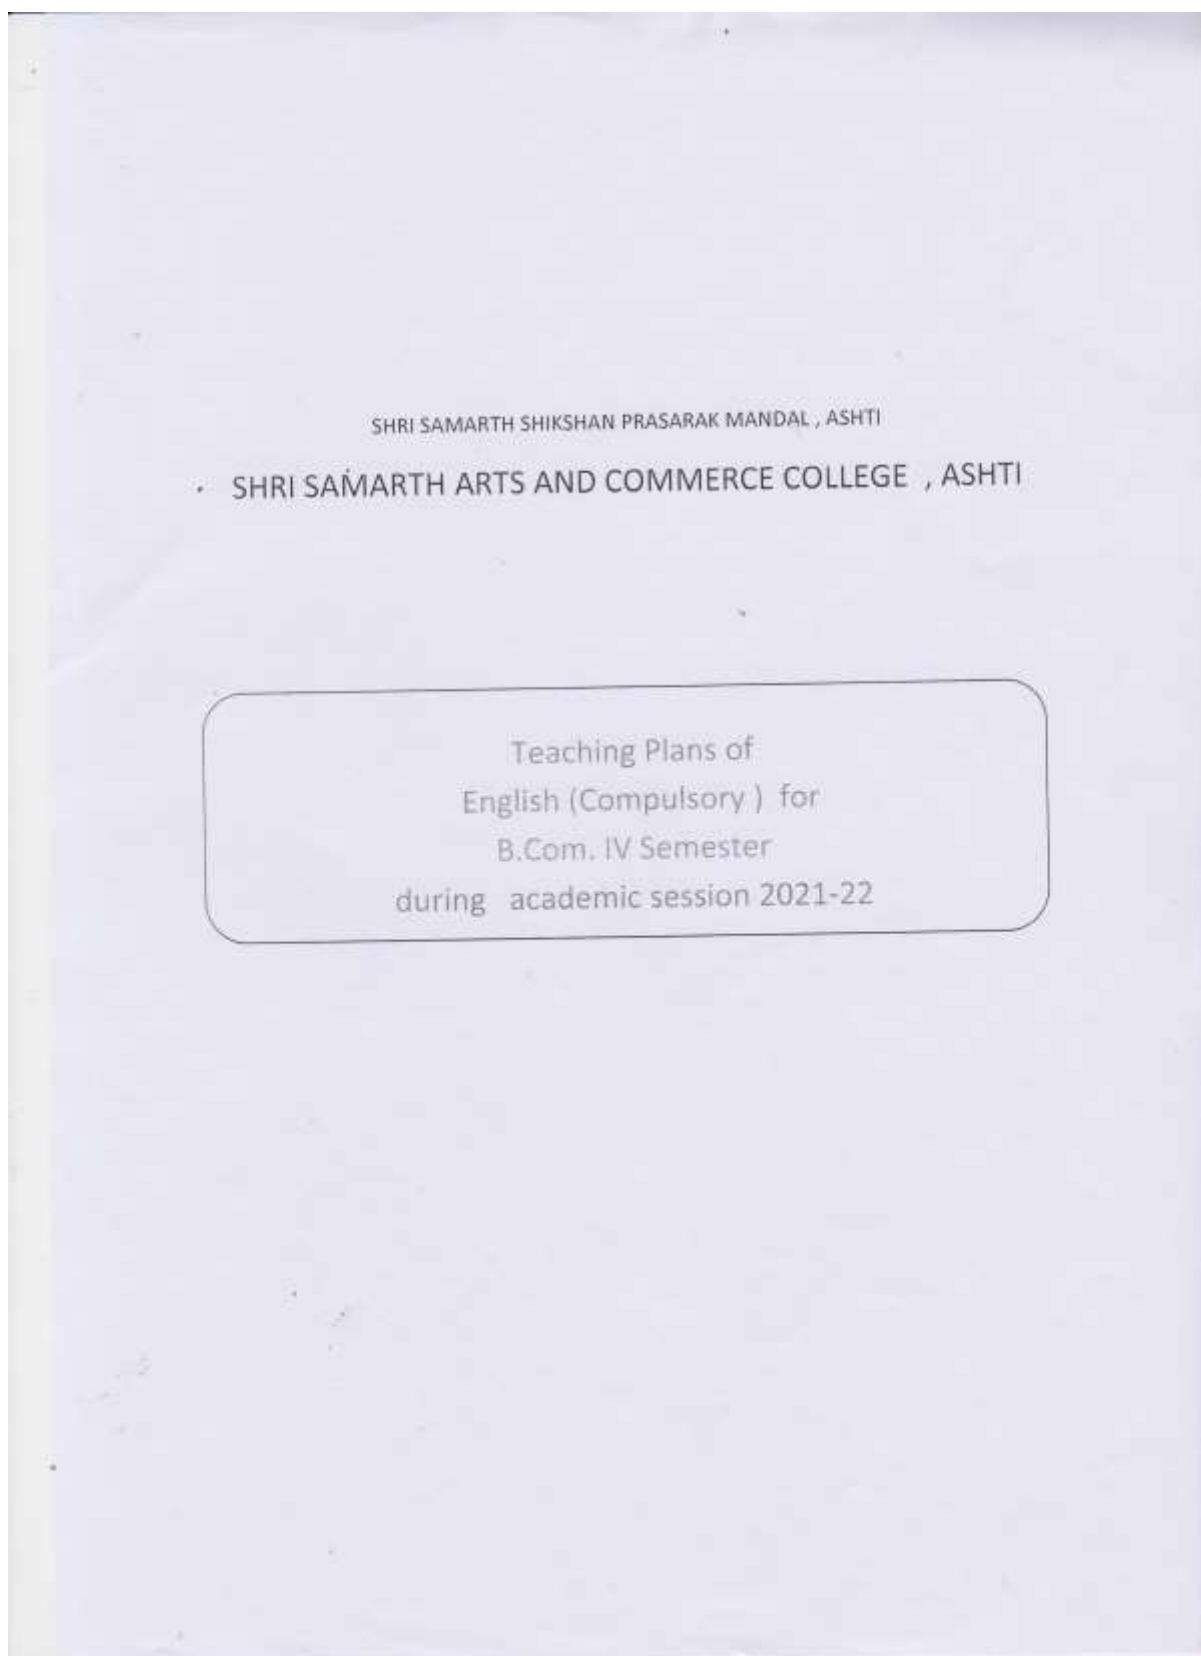 SHRI SAMARTH SHIKSHAN PRASARAK MANDAL , ASHTI
SHRI SAMARTH ARTS AND COMMERCE COLLEGE , ASHTI
Teaching Plans of
English (Compulsory ) for
B.Com. IV Semester
during academic session 2021-22